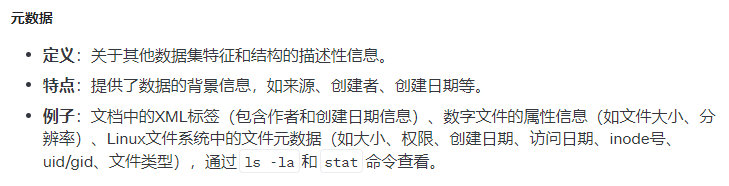 元数据
• 定义：关于其他数据集特征和结构的描述性信息。
• 特点：提供了数据的背景信息，如来源、创建者、创建日期等。
• 例子：文档中的XML标签（包含作者和创建日期信息）、数字文件的属性信息（如文件大小、分
辨率）、Linux文件系统中的文件元数据（如大小、权限、创建日期、访问日期、inode号、
uid/gid、文件类型），通过 ls -la 和 stat 命令查看。